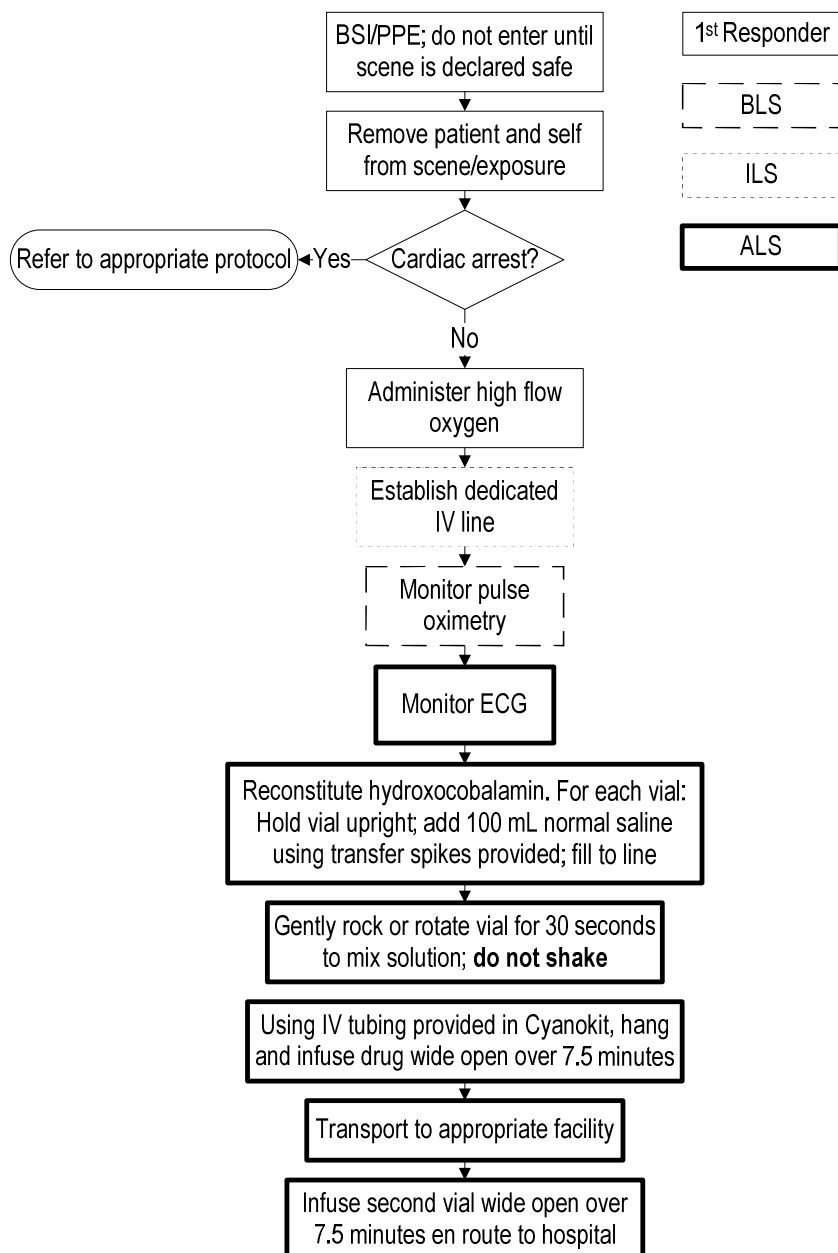 BSI/PPE; do not enter until
scene is declared safe
1st Responder
BLS
ILS
ALS
Remove patient and self
from scene/exposure
Cardiac arrest?
Yes
Refer to appropriate protocol
No
Administer high flow
oxygen
Establish dedicated
IV line
Monitor pulse
oximetry
Monitor ECG
Reconstitute hydroxocobalamin. For each vial:
Hold vial upright; add 100 mL normal saline
using transfer spikes provided; fill to line
Gently rock or rotate vial for 30 seconds
to mix solution; do not shake
Using IV tubing provided in Cyanokit, hang
and infuse drug wide open over 7.5 minutes
Transport to appropriate facility
Infuse second vial wide open over
7.5 minutes en route to hospital